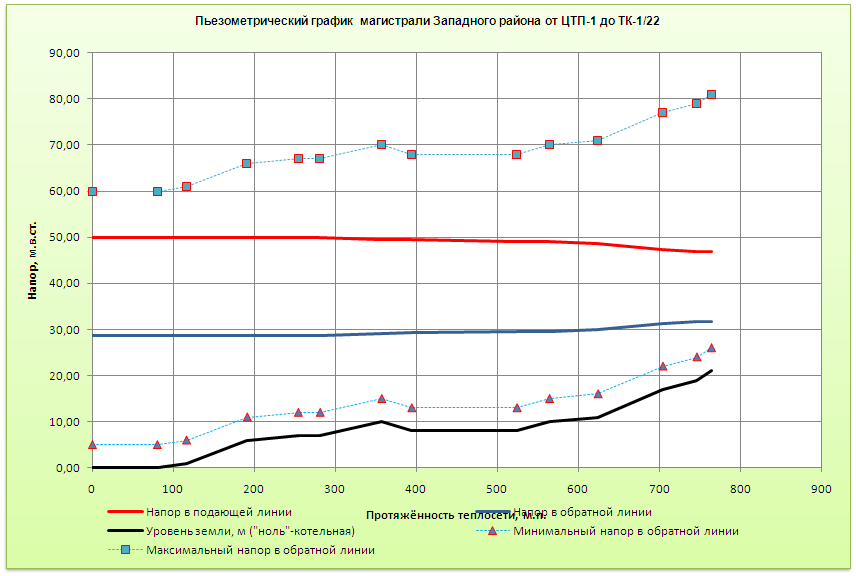 Пьезометрический график магистрали Западного района от ЦТП-1 до ТК-1/22
Напор, м.в.ст.
90,00
80,00
70,00
60,00
50,00
40,00
30,00
20,00
10,00
0,00
0 100 200 300 400 500 600 700 800 900
Протяжённость теплосети, м.п.
Напор в подающей линии
Напор в обратной линии
Уровень земли, м ("ноль"-котельная)
Минимальный напор в обратной линии
Максимальный напор в обратной линии